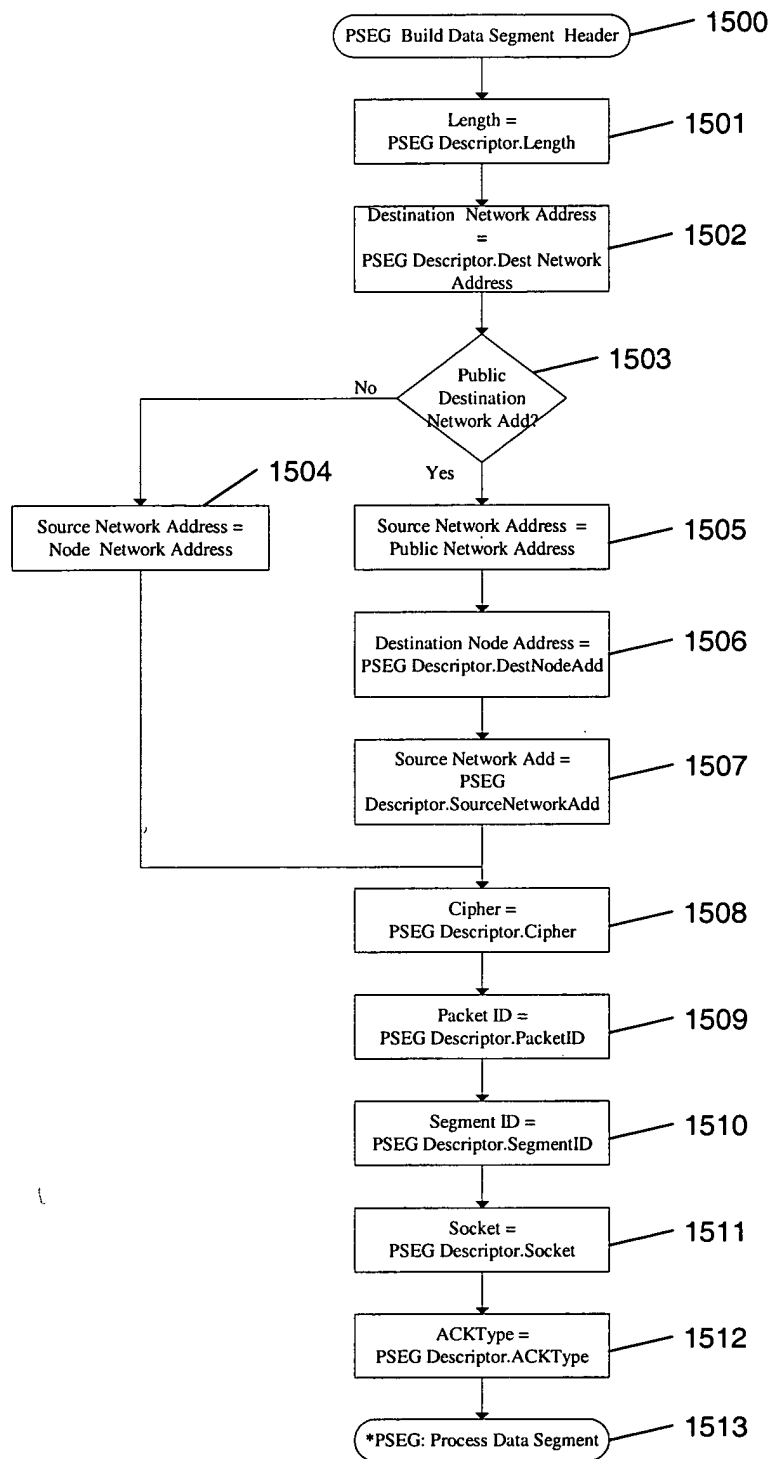 PSEG Build Data Segment Header
1500
Length =
PSEG Descriptor.Length
1501
Destination Network Address
=
PSEG Descriptor.Dest Network
Address
1502
Public
Destination
Network Add?
1503
No
Yes
Source Network Address =
Node Network Address
1504
Source Network Address =
Public Network Address
1505
Destination Node Address =
PSEG Descriptor.DestNodeAdd
1506
Source Network Add =
PSEG
Descriptor.SourceNetworkAdd
1507
Cipher =
PSEG Descriptor.Cipher
1508
Packet ID =
PSEG Descriptor.PacketID
1509
Segment ID =
PSEG Descriptor.SegmentID
1510
Socket =
PSEG Descriptor.Socket
1511
ACKType =
PSEG Descriptor.ACKType
1512
*PSEG: Process Data Segment
1513